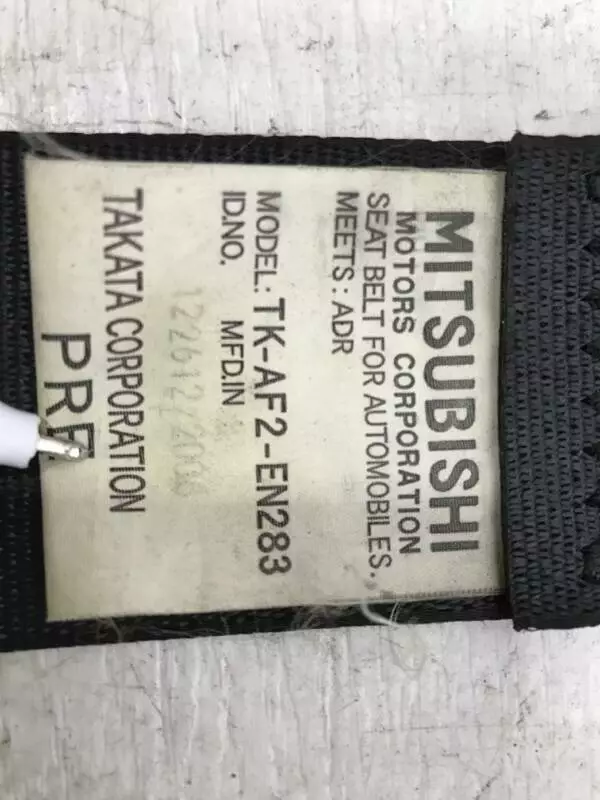 MITSUBISHI
MOTORS CORPORATION
SEAT BELT FOR AUTOMOBILES.
MEETS : ADR
MODEL: TK-AF2-EN283
ID.NO. MFD.IN
TAKATA CORPORATION